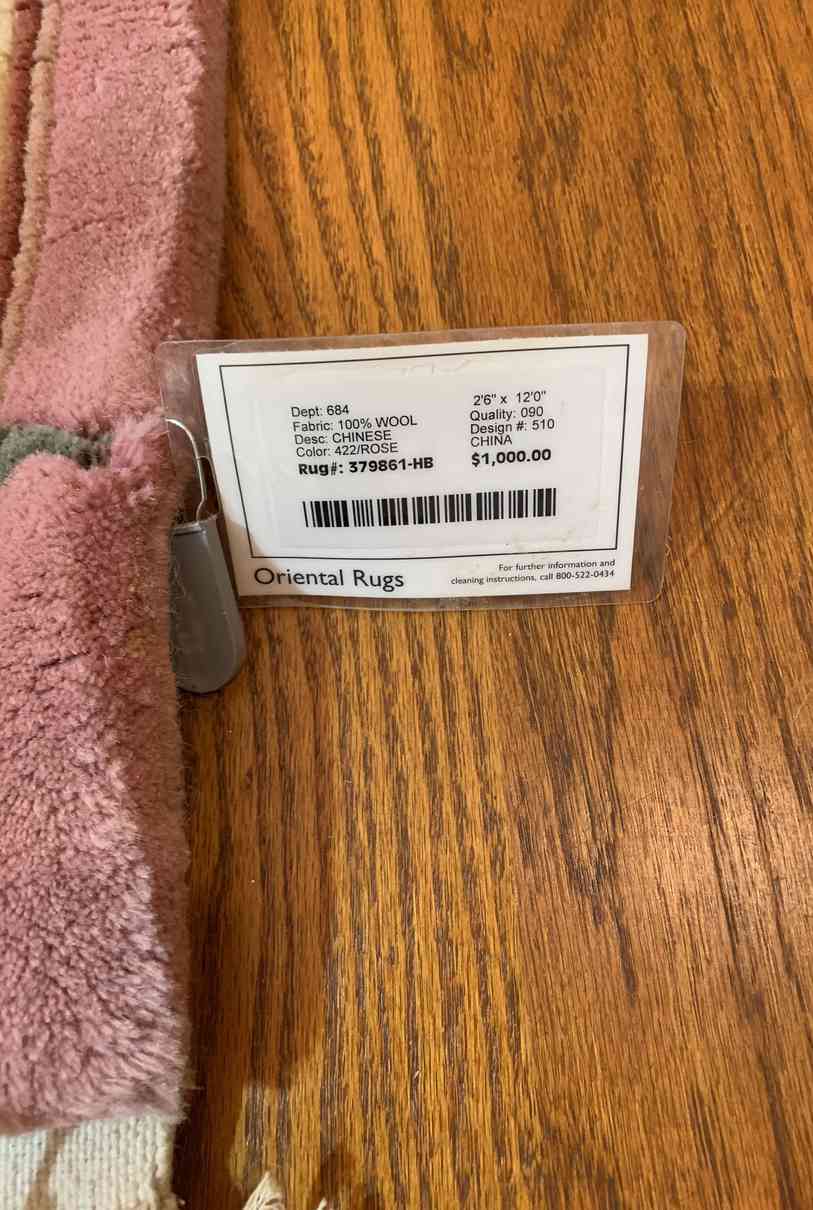 Dept: 684
Fabric: 100% WOOL
Desc: CHINESE
Color: 422/ROSE
Rug#: 379861-HB
2'6" x 12'0"
Quality: 090
Design #: 510
CHINA
$1,000.00
Oriental Rugs
For further information and
cleaning instructions, call 800-522-0434